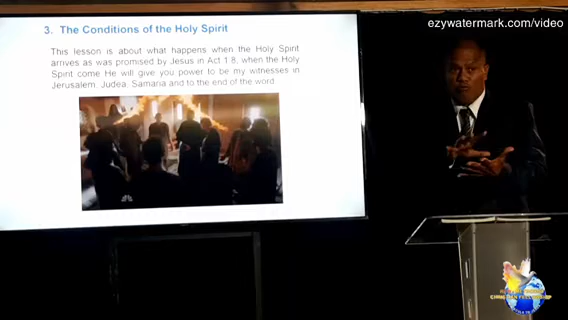 ezywatermark.com/video
3. The Conditions of the Holy Spirit
This lesson is about what happens when the Holy Spirit
arrives as was promised by Jesus in Act 1.8, when the Holy
Spirit come He will give you power to be my witnesses in
Jerusalem, Judea, Samaria and to the end of the word.
CHRISTIAN FELLOWSHIP